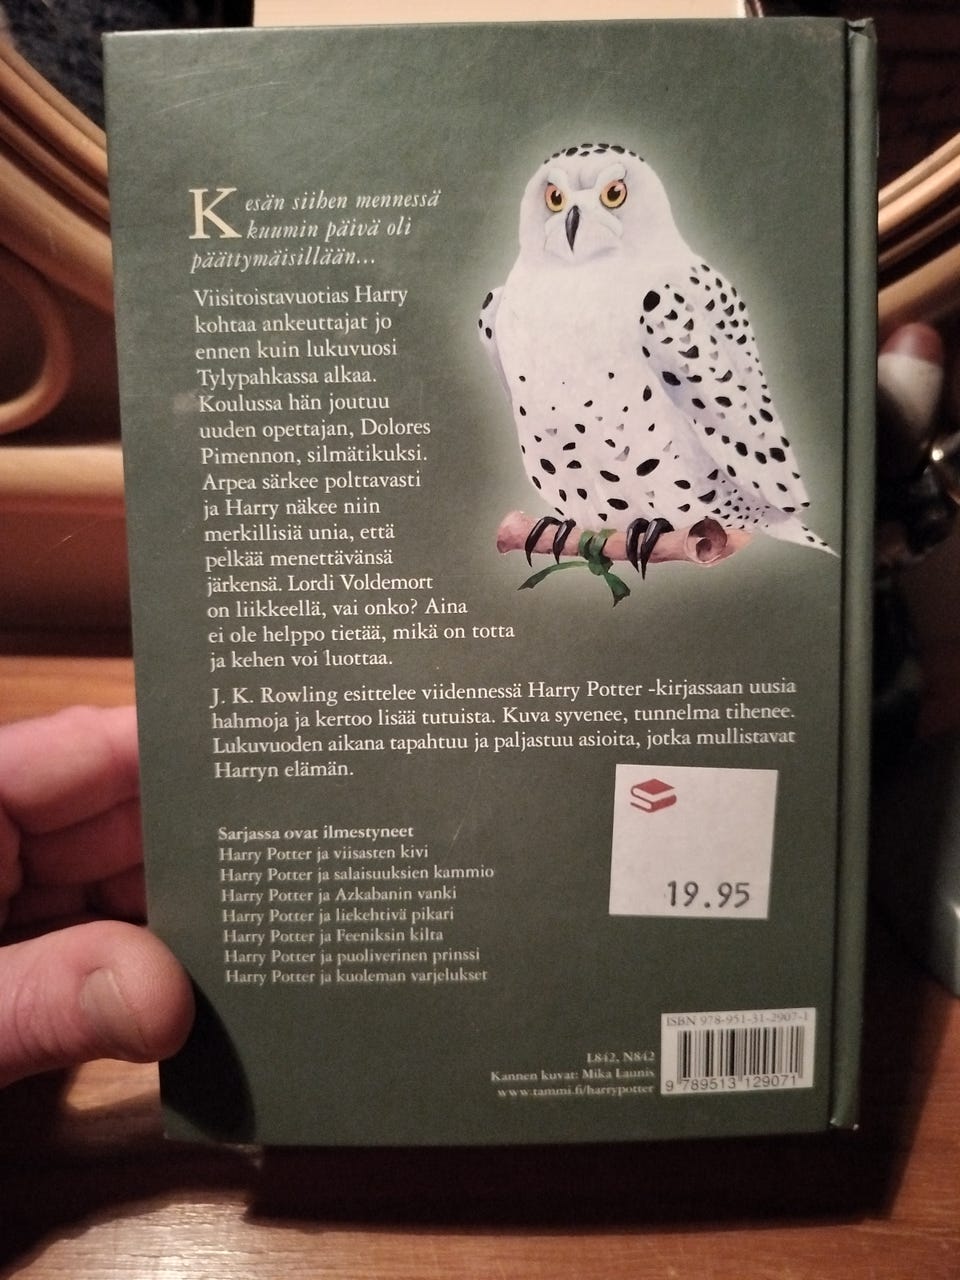 Kesän siihen mennessä
kuumin päivä oli
päättymäisillään...
Viisitoistavuotias Harry
kohtaa ankeuttajat jo
ennen kuin lukuvuosi
Tylypahkassa alkaa.
Koulussa hän joutuu
uuden opettajan, Dolores
Pimennon, silmätikuksi.
Arpea särkee polttavasti
ja Harry näkee niin
merkillisiä unia, että
pelkää menettävänsä
järkensä. Lordi Voldemort
on liikkeellä, vai onko? Aina
ei ole helppo tietää, mikä on totta
ja kehen voi luottaa.
J. K. Rowling esittelee viidennessä Harry Potter -kirjassaan uusia
hahmoja ja kertoo lisää tutuista. Kuva syvenee, tunnelma tihenee.
Lukuvuoden aikana tapahtuu ja paljastuu asioita, jotka mullistavat
Harryn elämän.
19.95
Sarjassa ovat ilmestyneet
Harry Potter ja viisasten kivi
Harry Potter ja salaisuuksien kammio
Harry Potter ja Azkabanin vanki
Harry Potter ja liekehtivä pikari
Harry Potter ja Feeniksin kilta
Harry Potter ja puoliverinen prinssi
Harry Potter ja kuoleman varjelukset
L842, N842
Kannen kuvat: Mika Launis
www.tammi.fi/harrypotter
ISBN 978-951-31-2907-1
9 789513 129071